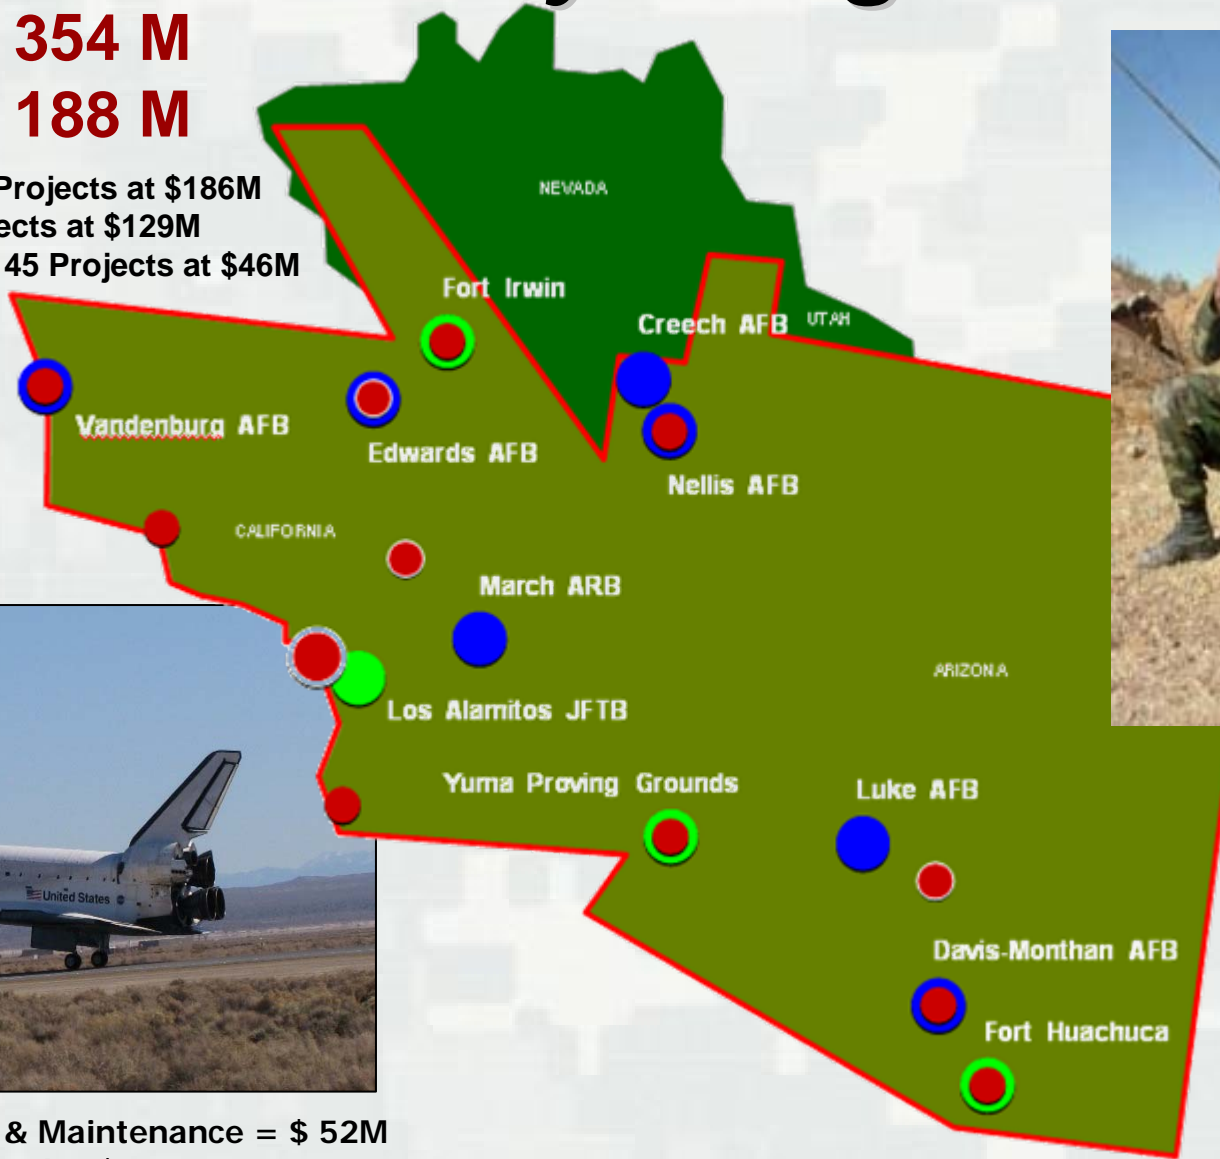 354 M
188 M
Projects at $186M
ects at $129M
45 Projects at $46M
NEVADA
Fort Irwin
Creech AFB
UTAH
Vandenburg AFB
Edwards AFB
Nellis AFB
CALIFORNIA
March ARB
ARIZONA
Los Alamitos JFTB
Yuma Proving Grounds
Luke AFB
United States
Davis-Monthan AFB
Fort Huachuca
& Maintenance = $ 52M